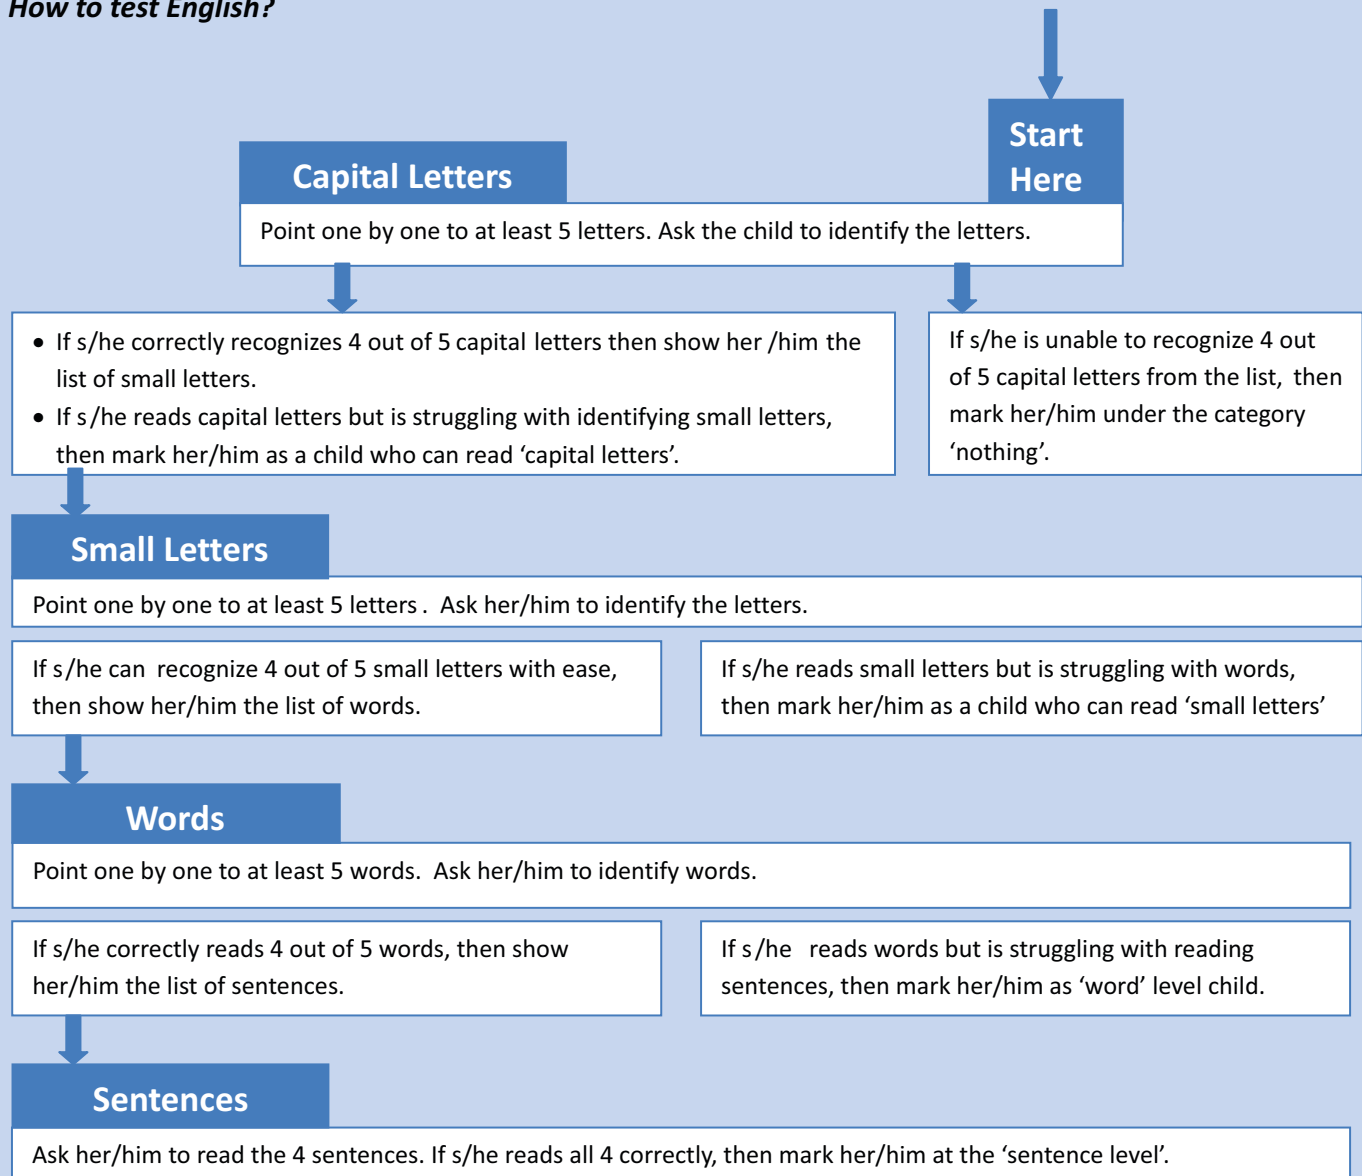 How to test English?
Start
Here
Capital Letters
Point one by one to at least 5 letters. Ask the child to identify the letters.
• If s/he correctly recognizes 4 out of 5 capital letters then show her /him the
list of small letters.
• If s/he reads capital letters but is struggling with identifying small letters,
then mark her/him as a child who can read ‘capital letters’.
If s/he is unable to recognize 4 out
of 5 capital letters from the list, then
mark her/him under the category
‘nothing’.
Small Letters
Point one by one to at least 5 letters. Ask her/him to identify the letters.
If s/he can recognize 4 out of 5 small letters with ease,
then show her/him the list of words.
If s/he reads small letters but is struggling with words,
then mark her/him as a child who can read ‘small letters’
Words
Point one by one to at least 5 words. Ask her/him to identify words.
If s/he correctly reads 4 out of 5 words, then show
her/him the list of sentences.
If s/he reads words but is struggling with reading
sentences, then mark her/him as ‘word’ level child.
Sentences
Ask her/him to read the 4 sentences. If s/he reads all 4 correctly, then mark her/him at the ‘sentence level’.